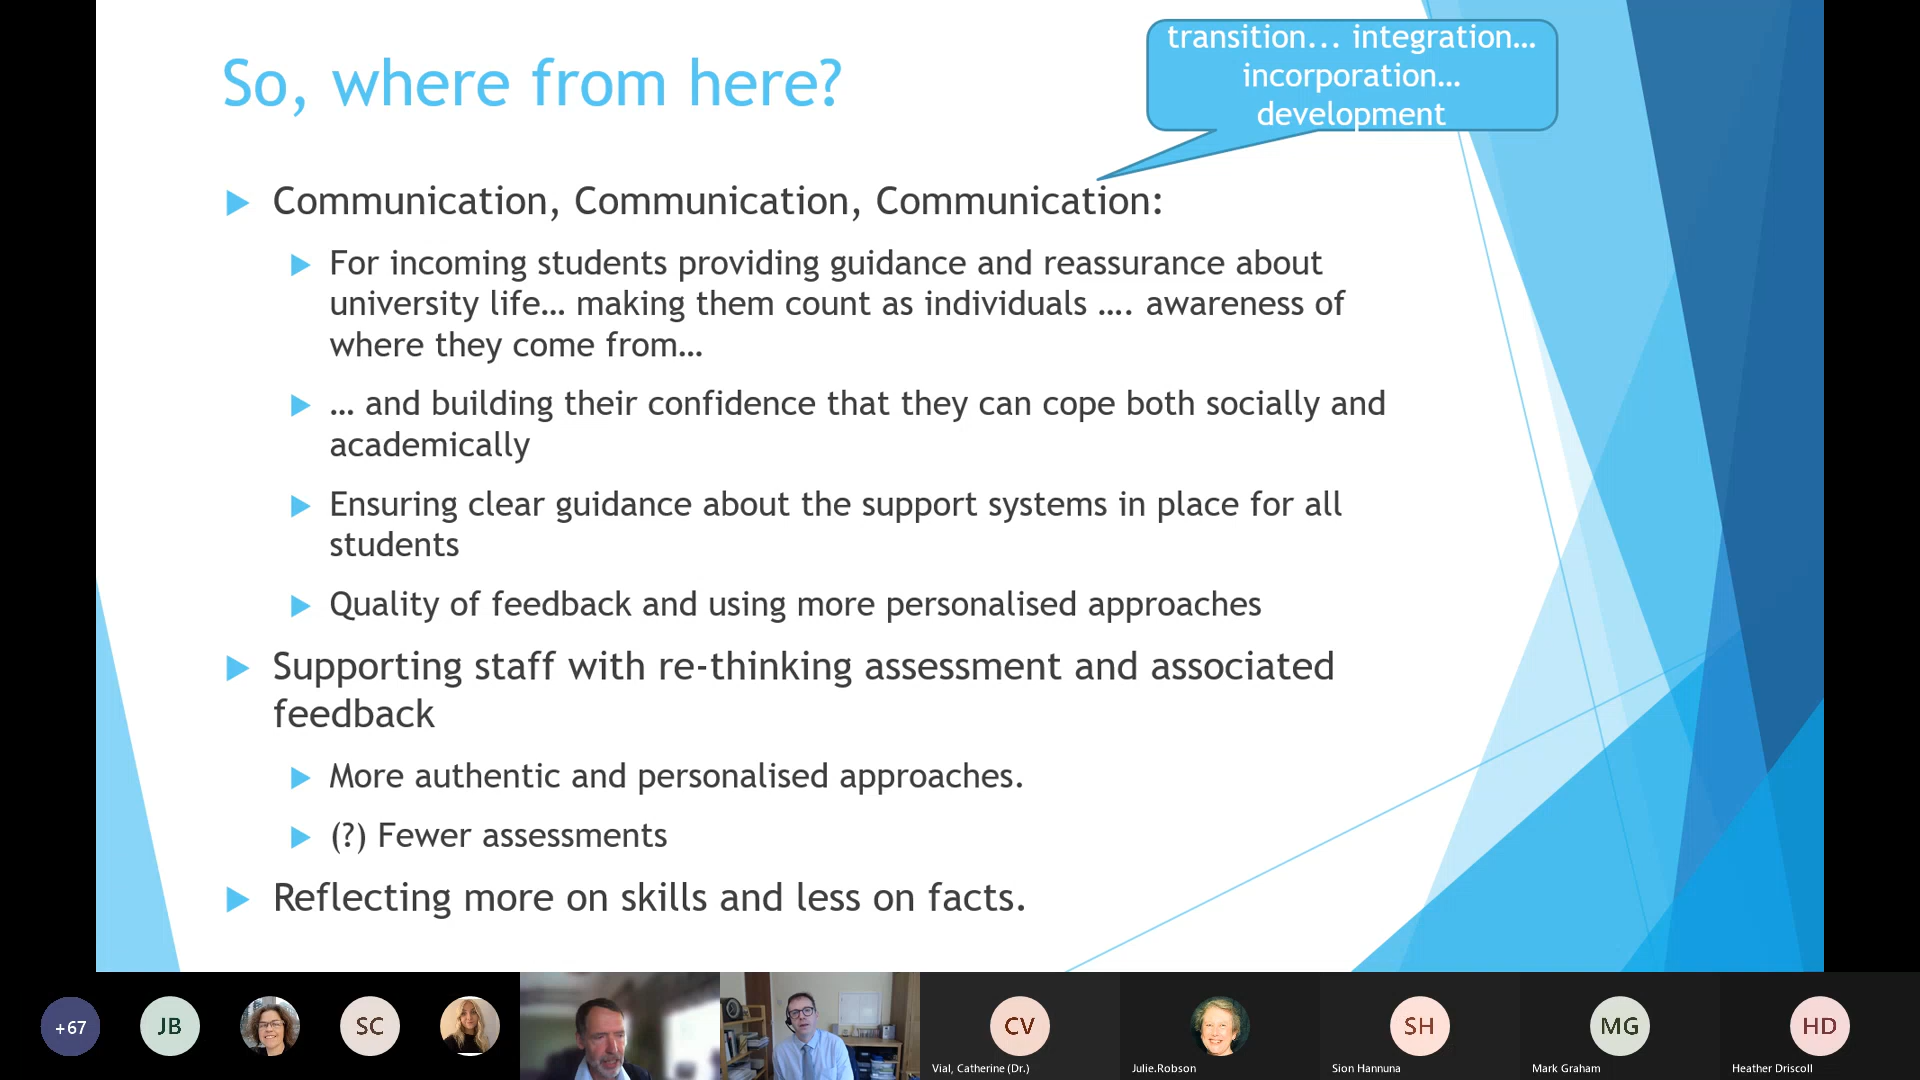 So, where from here?
transition... integration…
incorporation…
development
Communication, Communication, Communication:
For incoming students providing guidance and reassurance about
university life… making them count as individuals …. awareness of
where they come from…
… and building their confidence that they can cope both socially and
academically
Ensuring clear guidance about the support systems in place for all
students
Quality of feedback and using more personalised approaches
Supporting staff with re-thinking assessment and associated
feedback
More authentic and personalised approaches.
(?) Fewer assessments
Reflecting more on skills and less on facts.
+67
JB
SC
CV
SH
MG
HD
Vial, Catherine (Dr.)
Julie.Robson
Sion Hannuna
Mark Graham
Heather Driscoll